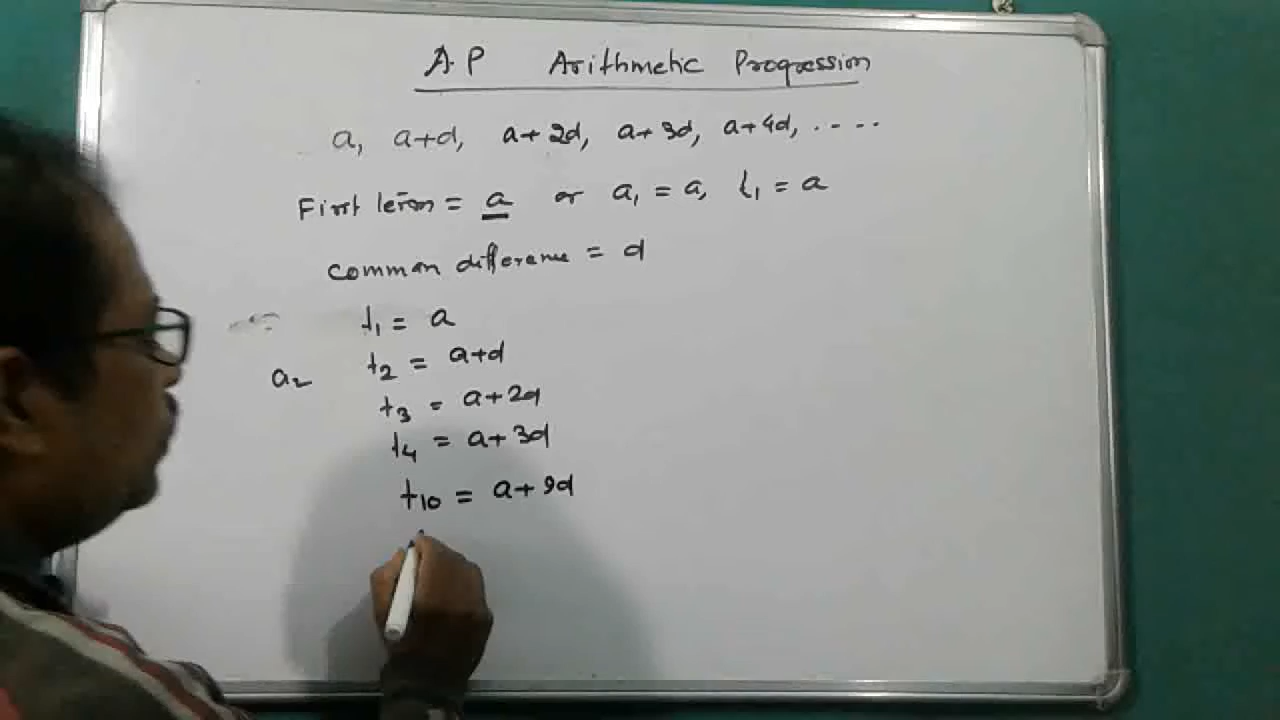 A.P Arithmetic Progression
a, a+d, a+2d, a+3d, a+4d, .....
First term = a or a₁ = a, t₁ = a
Common difference = d
t₁ = a
a₂ t₂ = a+d
t₃ = a+2d
t₄ = a+3d
t₁₀ = a+9d